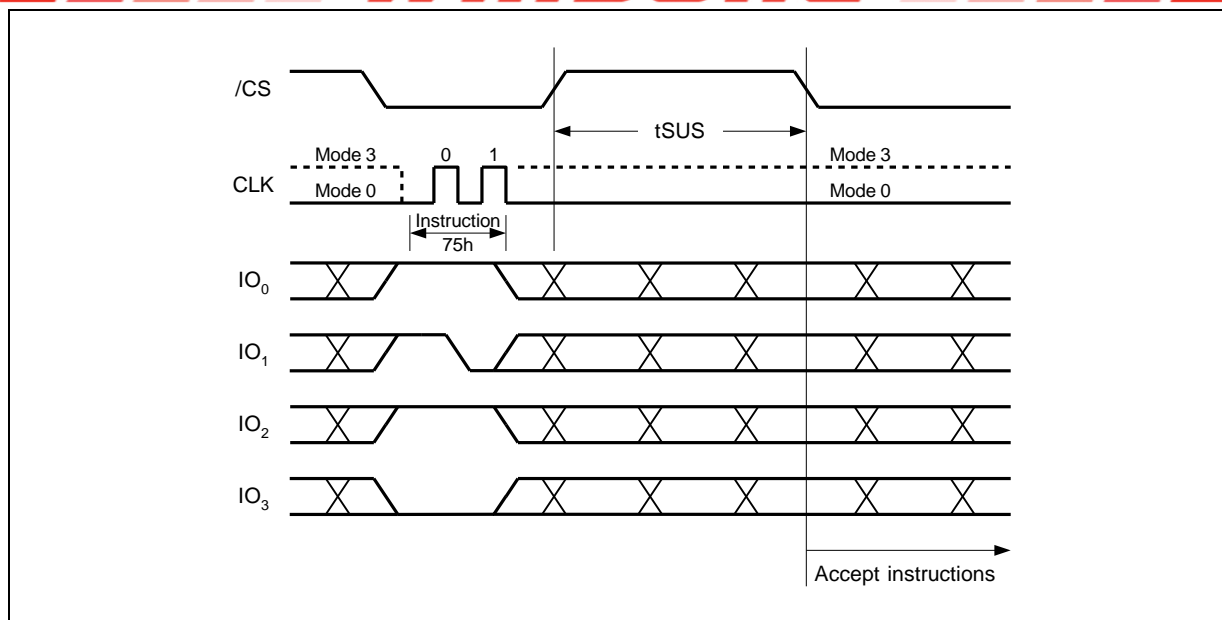 /CS
tSUS
Mode 3 0 1 Mode 3
CLK
Mode 0 Mode 0
Instruction
75h
IO0
IO1
IO2
IO3
Accept instructions